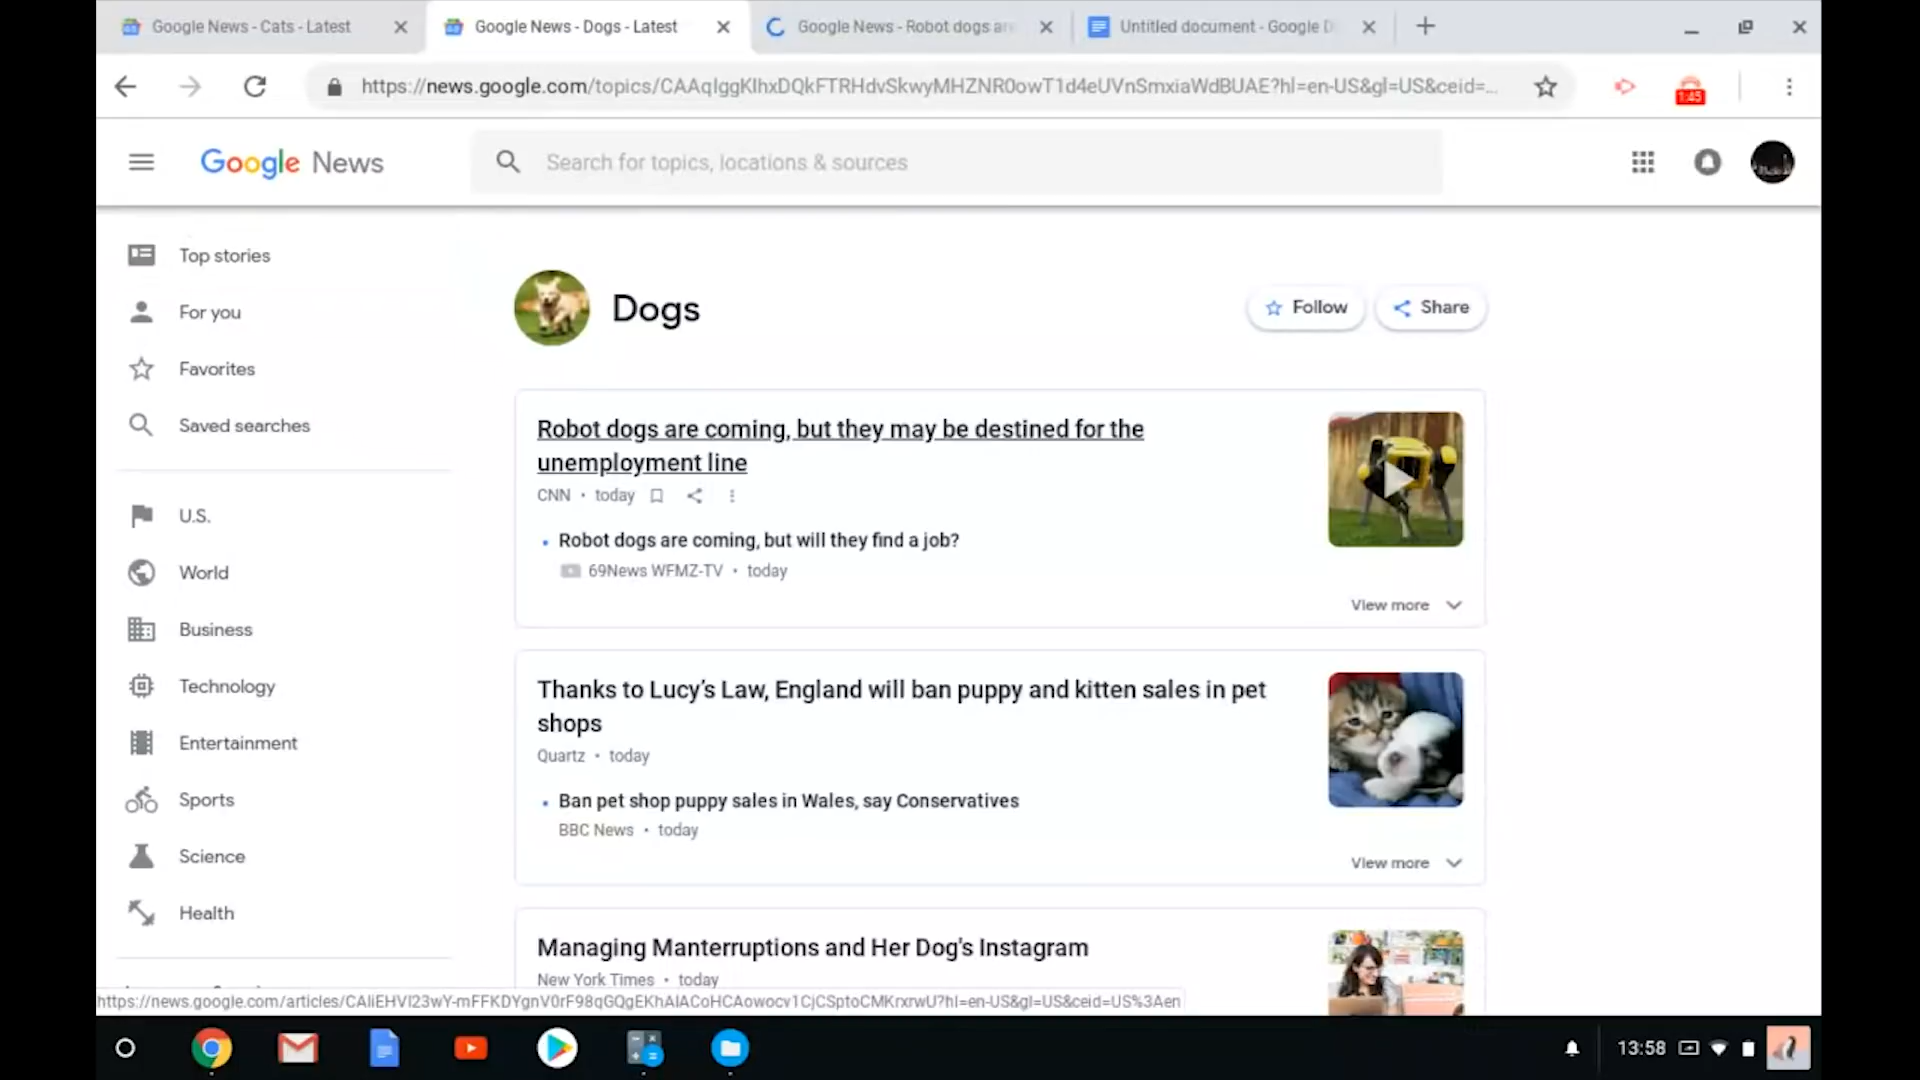 Google News - Cats - Latest
Google News - Dogs - Latest
Google News - Robot dogs are
Untitled document - Google D
https://news.google.com/topics/CAAqIggKIhxDQkFTRHdvSkwyMHZNR0owT1d4eUVnSmxiaWdBUAE?hl=en-US&gl=US&ceid=...
1:45
Google News
Search for topics, locations & sources
Top stories
For you
Favorites
Saved searches
U.S.
World
Business
Technology
Entertainment
Sports
Science
Health
Dogs
Follow
Share
Robot dogs are coming, but they may be destined for the
unemployment line
CNN • today
• Robot dogs are coming, but will they find a job?
69News WFMZ-TV • today
View more
Thanks to Lucy’s Law, England will ban puppy and kitten sales in pet
shops
Quartz • today
• Ban pet shop puppy sales in Wales, say Conservatives
BBC News • today
View more
Managing Manterruptions and Her Dog's Instagram
New York Times • today
https://news.google.com/articles/CAIiEHVI23wY-mFFKDYgnV0rF98qGQgEKhAIACoHCAowocv1CjCSptoCMKrxrwU?hl=en-US&gl=US&ceid=US%3Aen
13:58